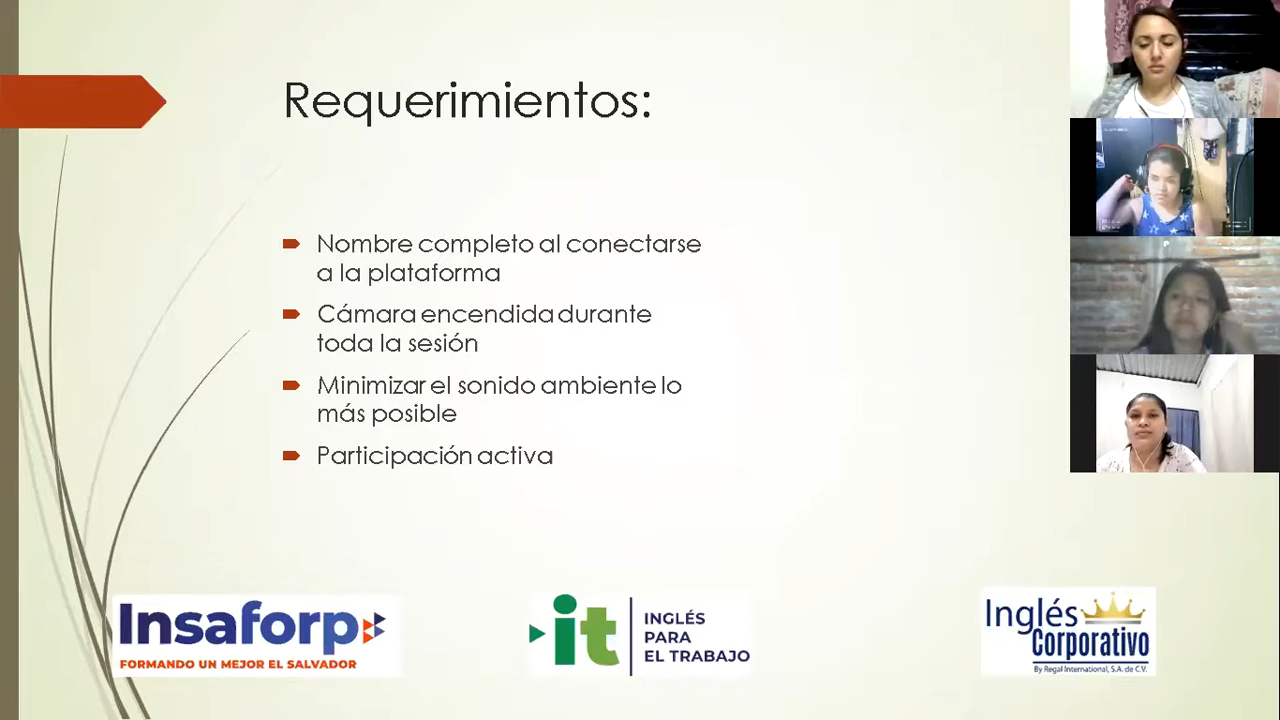 Requerimientos:
Nombre completo al conectarse
a la plataforma
Cámara encendida durante
toda la sesión
Minimizar el sonido ambiente lo
más posible
Participación activa
Insaforp
FORMANDO UN MEJOR EL SALVADOR
it
INGLÉS
PARA
EL TRABAJO
Inglés
Corporativo
By Regal International, S.A. de C.V.